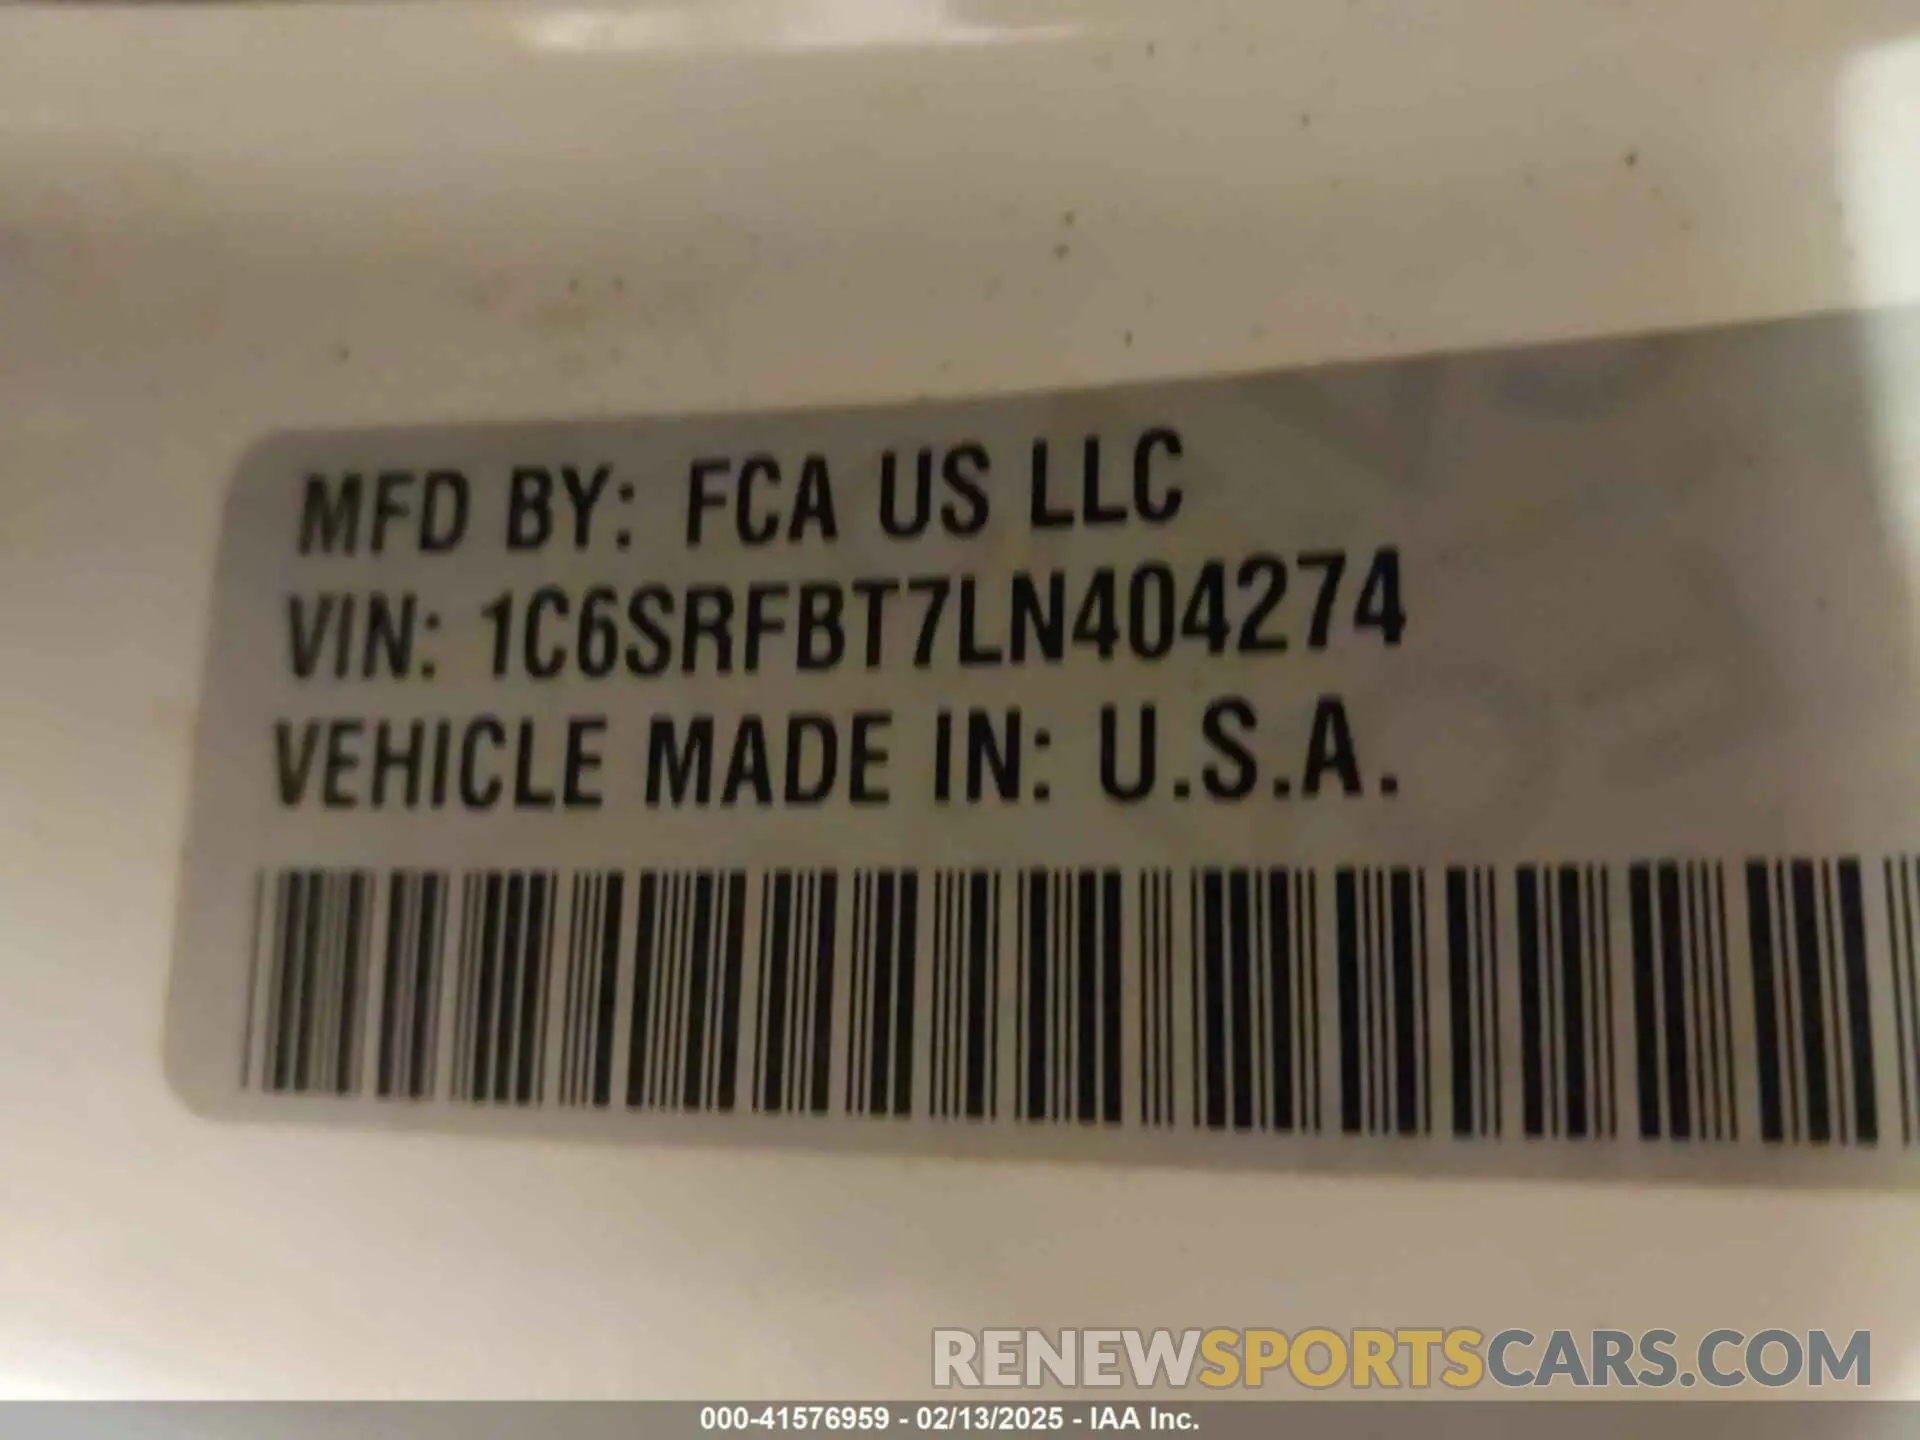 MFD BY: FCA US LLC
VIN: 1C6SRFBT7LN404274
VEHICLE MADE IN: U.S.A.
RENEWSPORTSCARS.COM
000-41576959 - 02/13/2025 - IAA Inc.